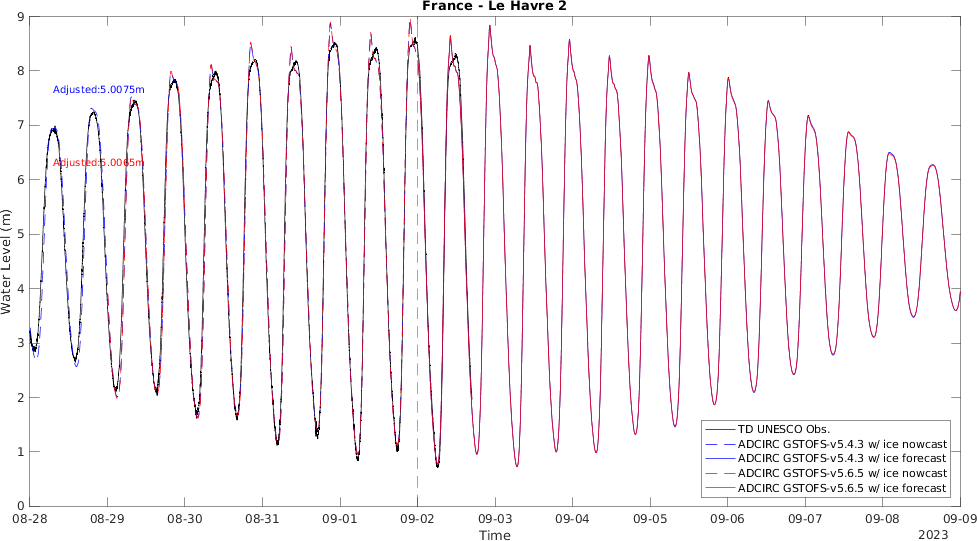 France - Le Havre 2
9
8
7
6
5
4
3
2
1
0
Water Level (m)
Adjusted:5.0075m
Adjusted:5.0065m
TD UNESCO Obs.
ADCIRC GSTOFS-v5.4.3 w/ ice nowcast
ADCIRC GSTOFS-v5.4.3 w/ ice forecast
ADCIRC GSTOFS-v5.6.5 w/ ice nowcast
ADCIRC GSTOFS-v5.6.5 w/ ice forecast
08-28 08-29 08-30 08-31 09-01 09-02 09-03 09-04 09-05 09-06 09-07 09-08 09-09
Time
2023